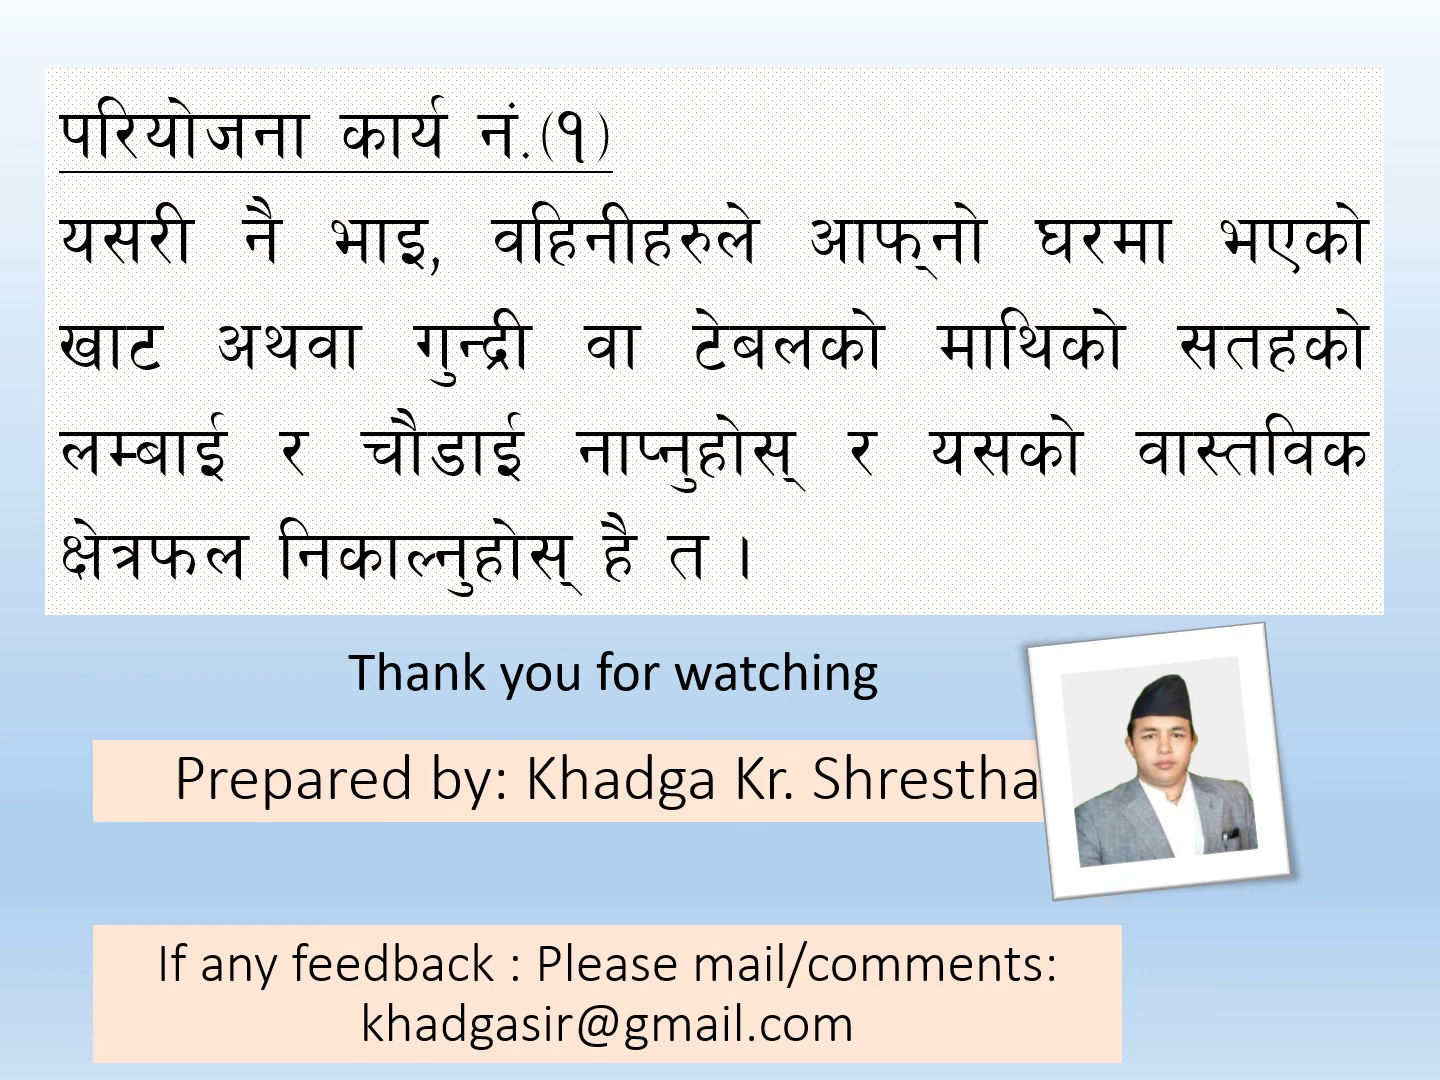 परियोजना कार्य नं.(१)
यसरी नै भाइ, वहिनीहरुले आफ्‌नो घरमा भएको
खाट अथवा गुन्द्री वा टेबलको माथिको सतहको
लम्बाई र चौडाई नाप्नुहोस् र यसको वास्तविक
क्षेत्रफल निकाल्नुहोस् है त ।
Thank you for watching
Prepared by: Khadga Kr. Shrestha
If any feedback : Please mail/comments:
khadgasir@gmail.com